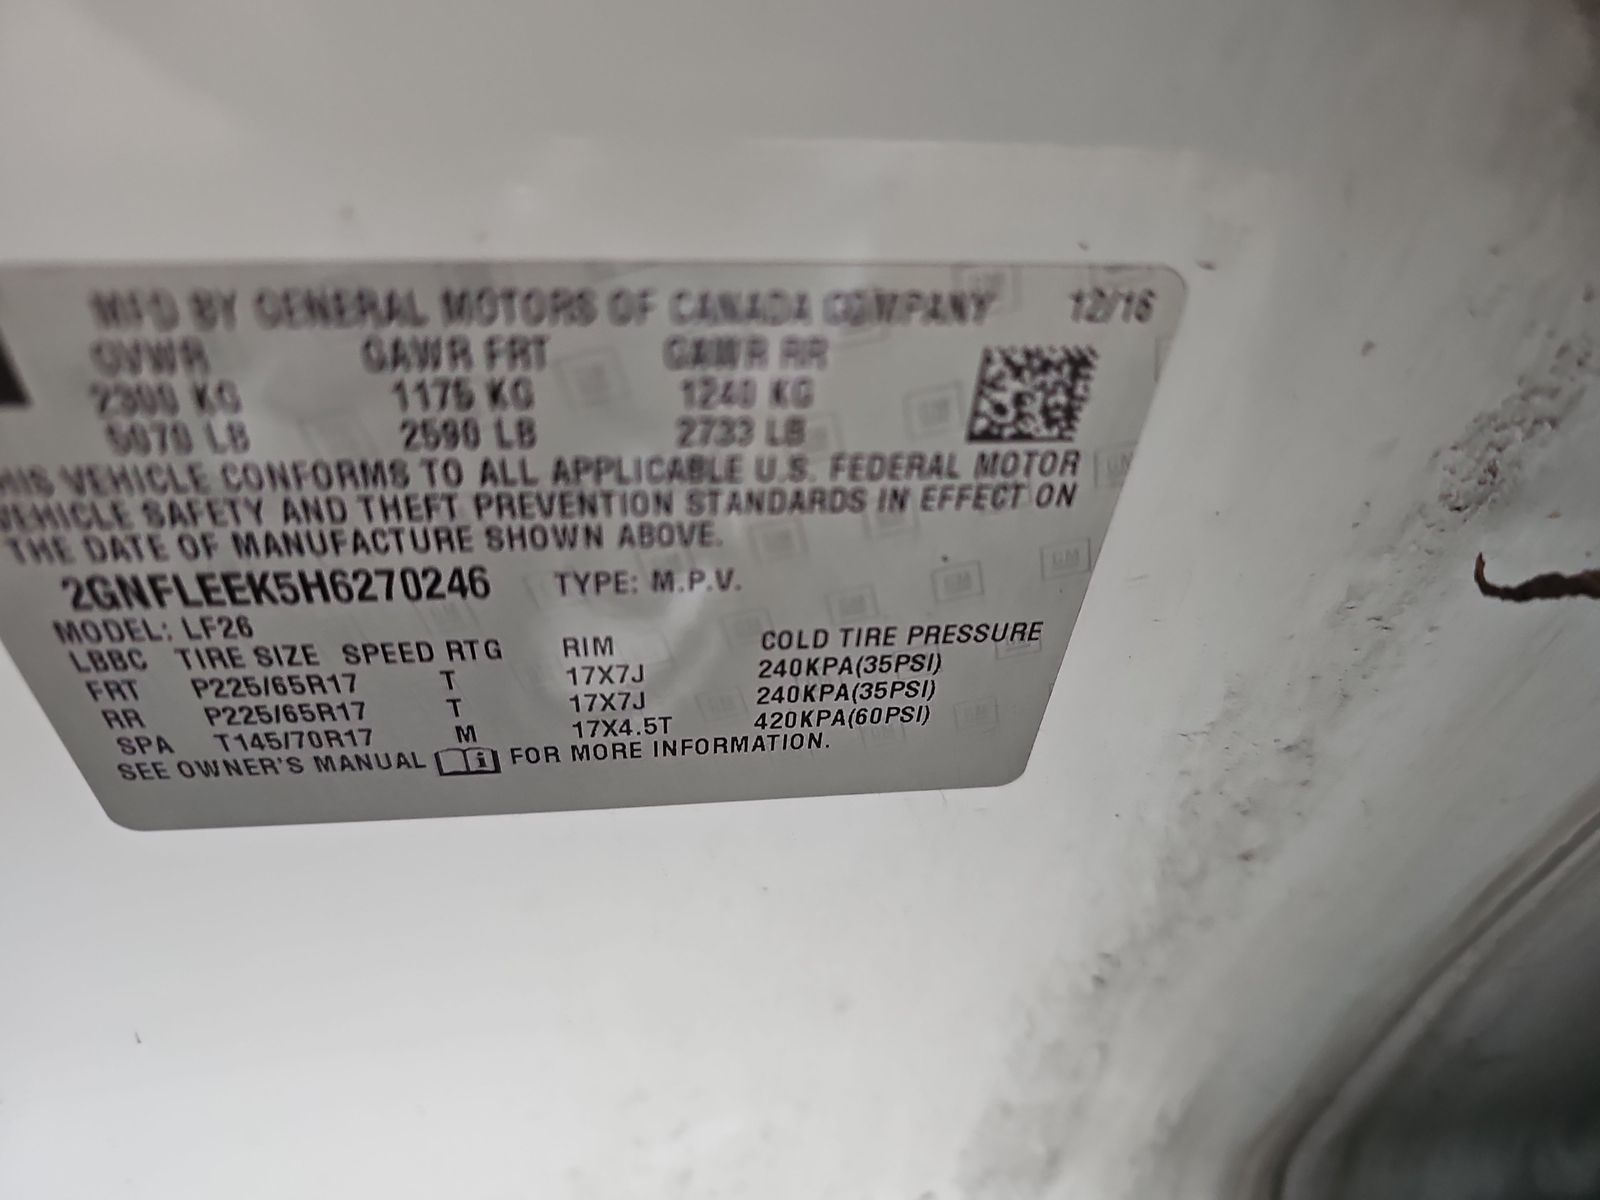 MFD BY GENERAL MOTORS OF CANADA COMPANY 12/16
GVWR GAWR FRT GAWR RR
2300 KG 1175 KG 1240 KG
5070 LB 2590 LB 2733 LB
HIS VEHICLE CONFORMS TO ALL APPLICABLE U.S. FEDERAL MOTOR
VEHICLE SAFETY AND THEFT PREVENTION STANDARDS IN EFFECT ON
THE DATE OF MANUFACTURE SHOWN ABOVE.
2GNFLEEK5H6270246 TYPE: M.P.V.
MODEL: LF26
LBBC TIRE SIZE SPEED RTG RIM COLD TIRE PRESSURE
FRT P225/65R17 T 17X7J 240KPA(35PSI)
RR P225/65R17 T 17X7J 240KPA(35PSI)
SPA T145/70R17 M 17X4.5T 420KPA(60PSI)
SEE OWNER'S MANUAL i FOR MORE INFORMATION.